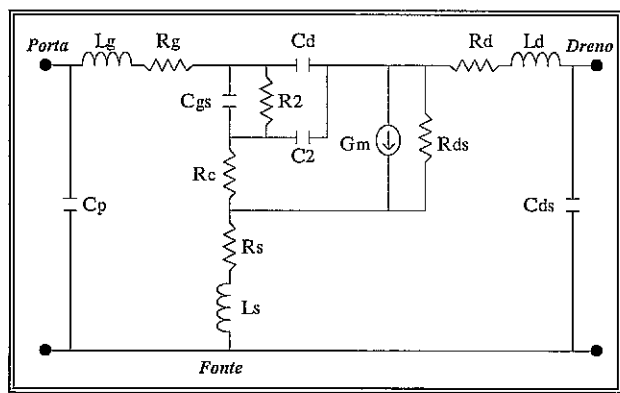 Porta Lg Rg Cd Rd Ld Dreno
Cgs R2
C2 Gm Rds
Rc
Cp Cds
Rs
Ls
Fonte